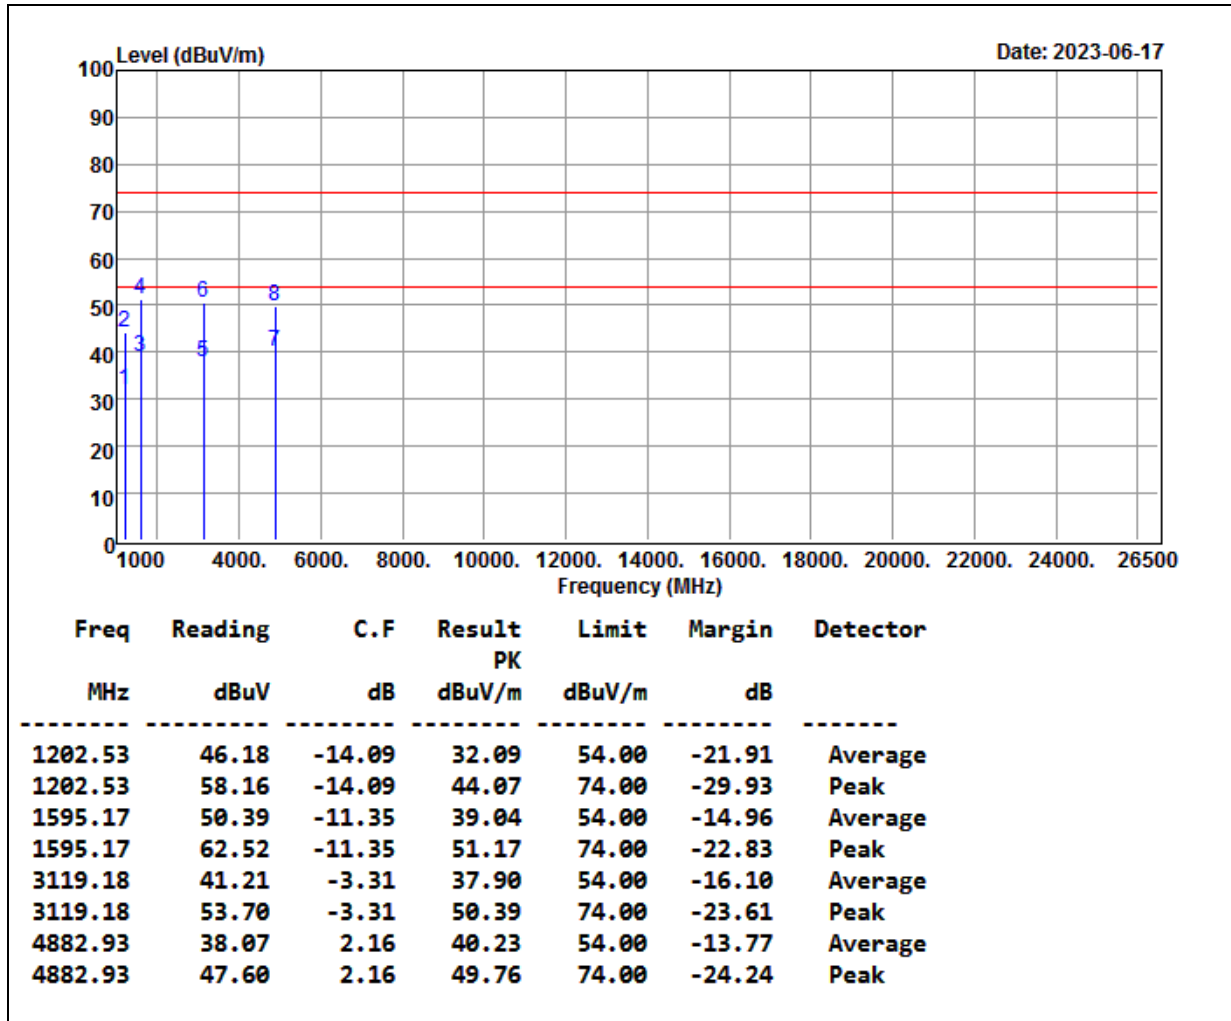 Level (dBuV/m) Date: 2023-06-17
100
90
80
70
60
50
40
30
20
10
0
4 6 8
2
3 5 7
1
1000 4000. 6000. 8000. 10000. 12000. 14000. 16000. 18000. 20000. 22000. 24000. 26500
Frequency (MHz)
Freq Reading C.F Result Limit Margin Detector
PK
MHz dBuV dB dBuV/m dBuV/m dB
-------- --------- -------- -------- -------- -------- -------
1202.53 46.18 -14.09 32.09 54.00 -21.91 Average
1202.53 58.16 -14.09 44.07 74.00 -29.93 Peak
1595.17 50.39 -11.35 39.04 54.00 -14.96 Average
1595.17 62.52 -11.35 51.17 74.00 -22.83 Peak
3119.18 41.21 -3.31 37.90 54.00 -16.10 Average
3119.18 53.70 -3.31 50.39 74.00 -23.61 Peak
4882.93 38.07 2.16 40.23 54.00 -13.77 Average
4882.93 47.60 2.16 49.76 74.00 -24.24 Peak